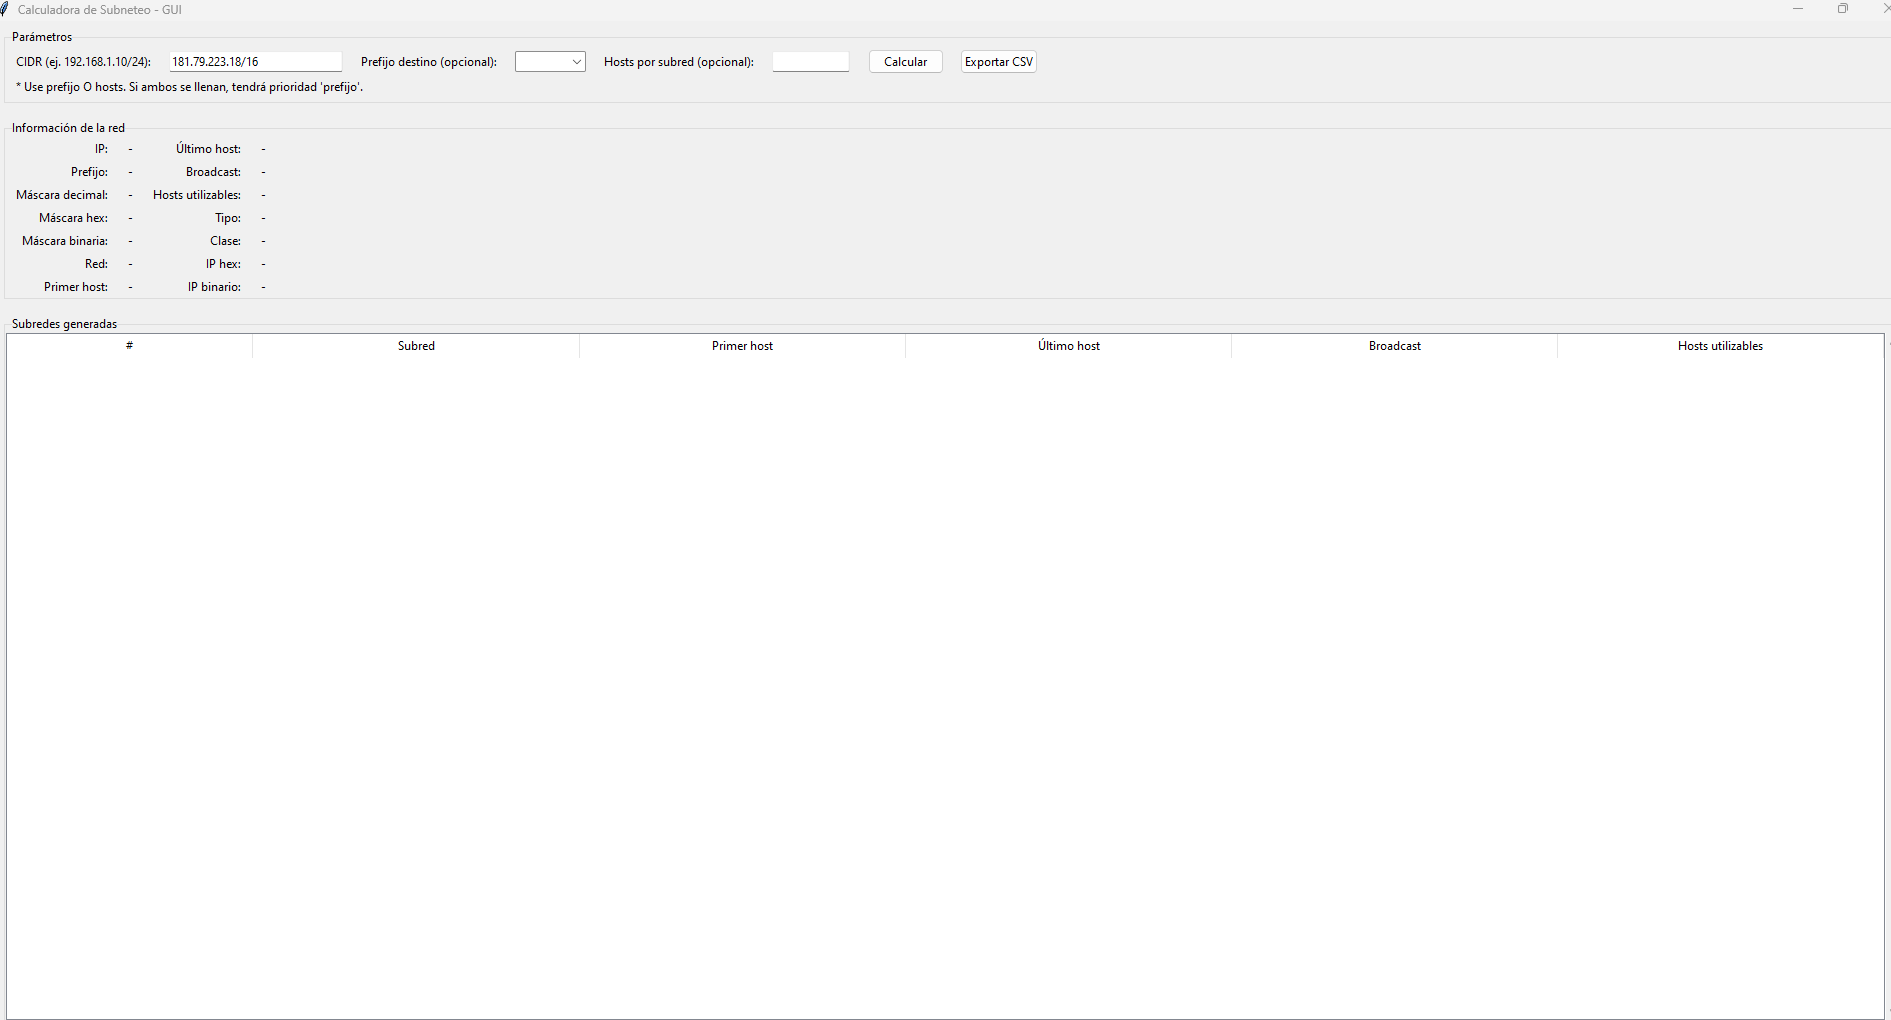 Calculadora de Subneteo - GUI
Parámetros
CIDR (ej. 192.168.1.10/24): 181.79.223.18/16 Prefijo destino (opcional): Hosts por subred (opcional): Calcular Exportar CSV
* Use prefijo O hosts. Si ambos se llenan, tendrá prioridad 'prefijo'.
Información de la red
IP: - Último host: -
Prefijo: - Broadcast: -
Máscara decimal: - Hosts utilizables: -
Máscara hex: - Tipo: -
Máscara binaria: - Clase: -
Red: - IP hex: -
Primer host: - IP binario: -
Subredes generadas
# Subred Primer host Último host Broadcast Hosts utilizables